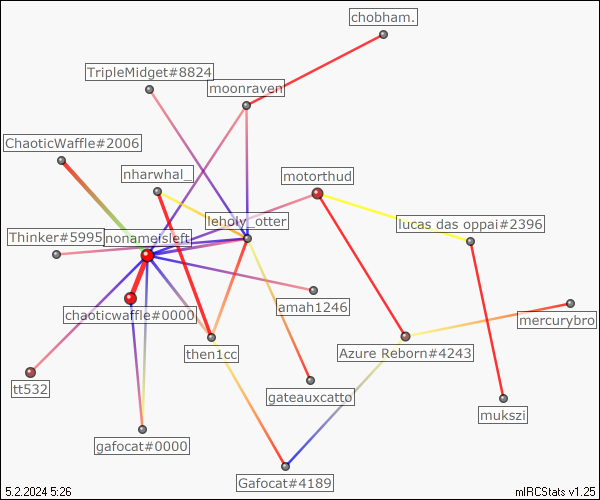 chobham.
TripleMidget#8824
moonraven
ChaoticWaffle#2006
nharwhal_
motorthud
leholy_otter
lucas das oppai#2396
Thinker#5995
nonameisleft
amah1246
chaoticwaffle#0000
mercurybro
then1cc
Azure Reborn#4243
tt532
gateauxcatto
mukszi
gafocat#0000
Gafocat#4189
5.2.2024 5:26
mIRCStats v1.25